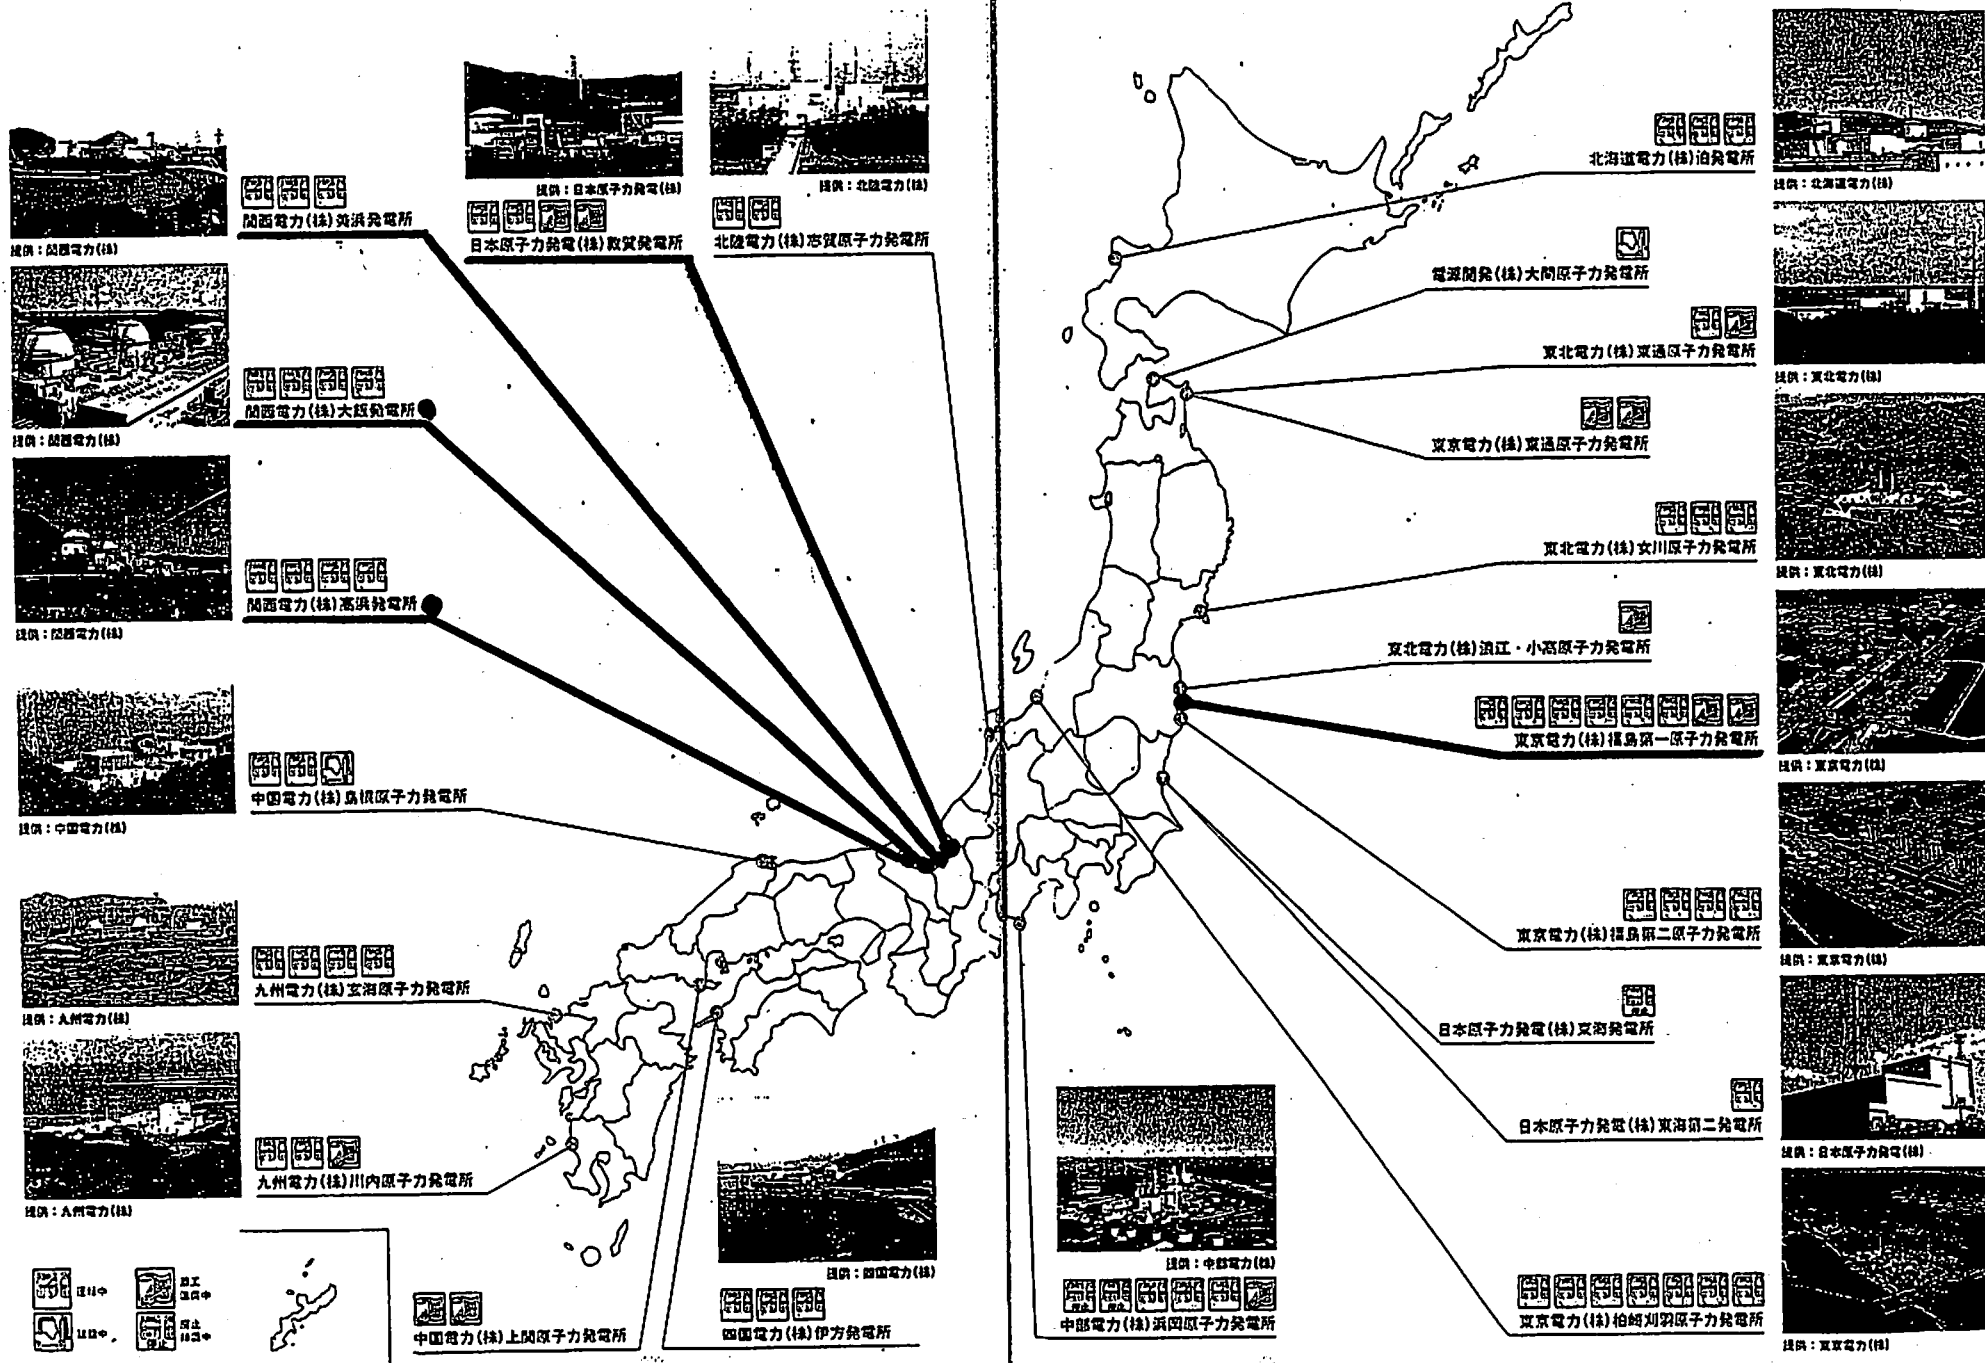 提供：関西電力(株)
関西電力(株)美浜発電所
提供：日本原子力発電(株)
日本原子力発電(株)敦賀発電所
提供：北陸電力(株)
北陸電力(株)志賀原子力発電所
提供：関西電力(株)
関西電力(株)大飯発電所
提供：関西電力(株)
関西電力(株)高浜発電所
提供：中国電力(株)
中国電力(株)島根原子力発電所
提供：九州電力(株)
九州電力(株)玄海原子力発電所
提供：九州電力(株)
九州電力(株)川内原子力発電所
運転中
着工
準備中
建設中
停止
中国電力(株)上関原子力発電所
提供：四国電力(株)
四国電力(株)伊方発電所
北海道電力(株)泊発電所
提供：北海道電力(株)
電源開発(株)大間原子力発電所
東北電力(株)東通原子力発電所
提供：東北電力(株)
東京電力(株)東通原子力発電所
東北電力(株)女川原子力発電所
提供：東北電力(株)
東北電力(株)浪江・小高原子力発電所
東京電力(株)福島第一原子力発電所
提供：東京電力(株)
東京電力(株)福島第二原子力発電所
提供：東京電力(株)
停止
日本原子力発電(株)東海発電所
日本原子力発電(株)東海第二発電所
提供：日本原子力発電(株)
提供：中部電力(株)
停止 停止
中部電力(株)浜岡原子力発電所
東京電力(株)柏崎刈羽原子力発電所
提供：東京電力(株)